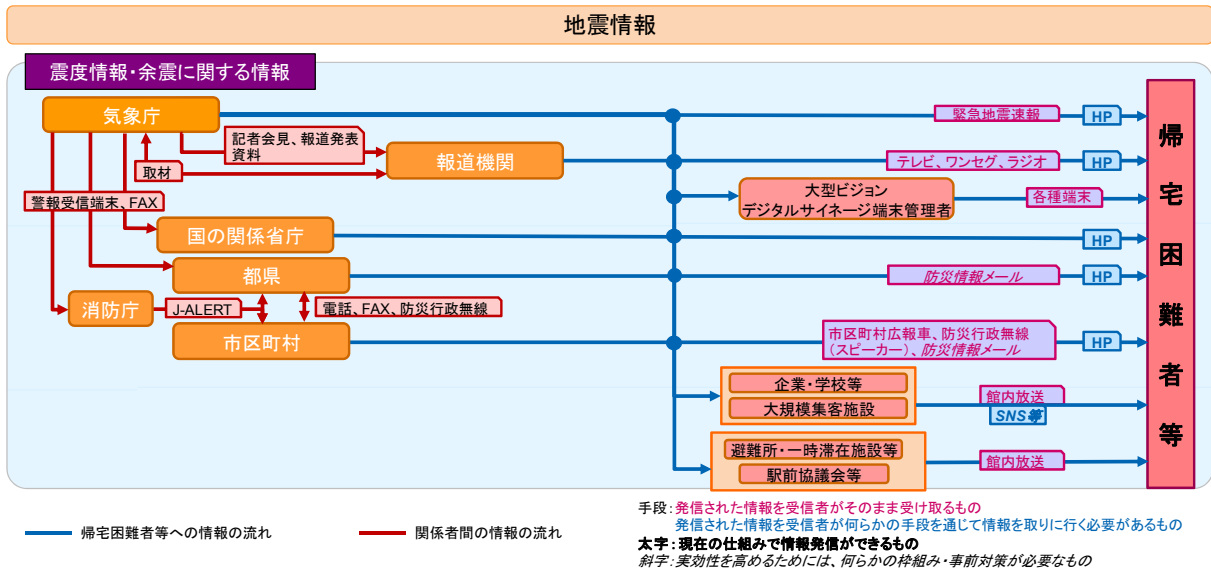 地震情報
震度情報・余震に関する情報
気象庁
緊急地震速報
HP
記者会見、報道発表
資料
報道機関
テレビ、ワンセグ、ラジオ
HP
取材
警報受信端末、FAX
大型ビジョン
デジタルサイネージ端末管理者
各種端末
国の関係省庁
HP
都県
防災情報メール
HP
消防庁
J-ALERT
電話、FAX、防災行政無線
市区町村
市区町村広報車、防災行政無線
(スピーカー)、防災情報メール
HP
企業・学校等
大規模集客施設
館内放送
SNS等
避難所・一時滞在施設等
駅前協議会等
館内放送
帰宅困難者等
帰宅困難者等への情報の流れ
関係者間の情報の流れ
手段:発信された情報を受信者がそのまま受け取るもの
発信された情報を受信者が何らかの手段を通じて情報を取りに行く必要があるもの
太字:現在の仕組みで情報発信ができるもの
斜字:実効性を高めるためには、何らかの枠組み・事前対策が必要なもの